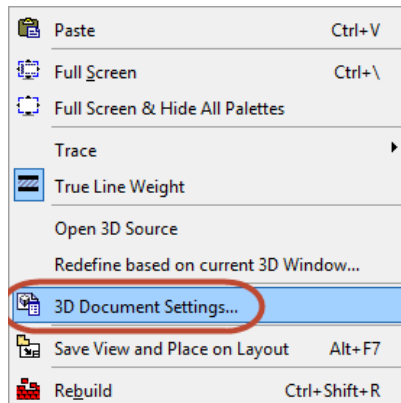 Paste Ctrl+V
Full Screen Ctrl+\
Full Screen & Hide All Palettes
Trace
True Line Weight
Open 3D Source
Redefine based on current 3D Window...
3D Document Settings...
Save View and Place on Layout Alt+F7
Rebuild Ctrl+Shift+R